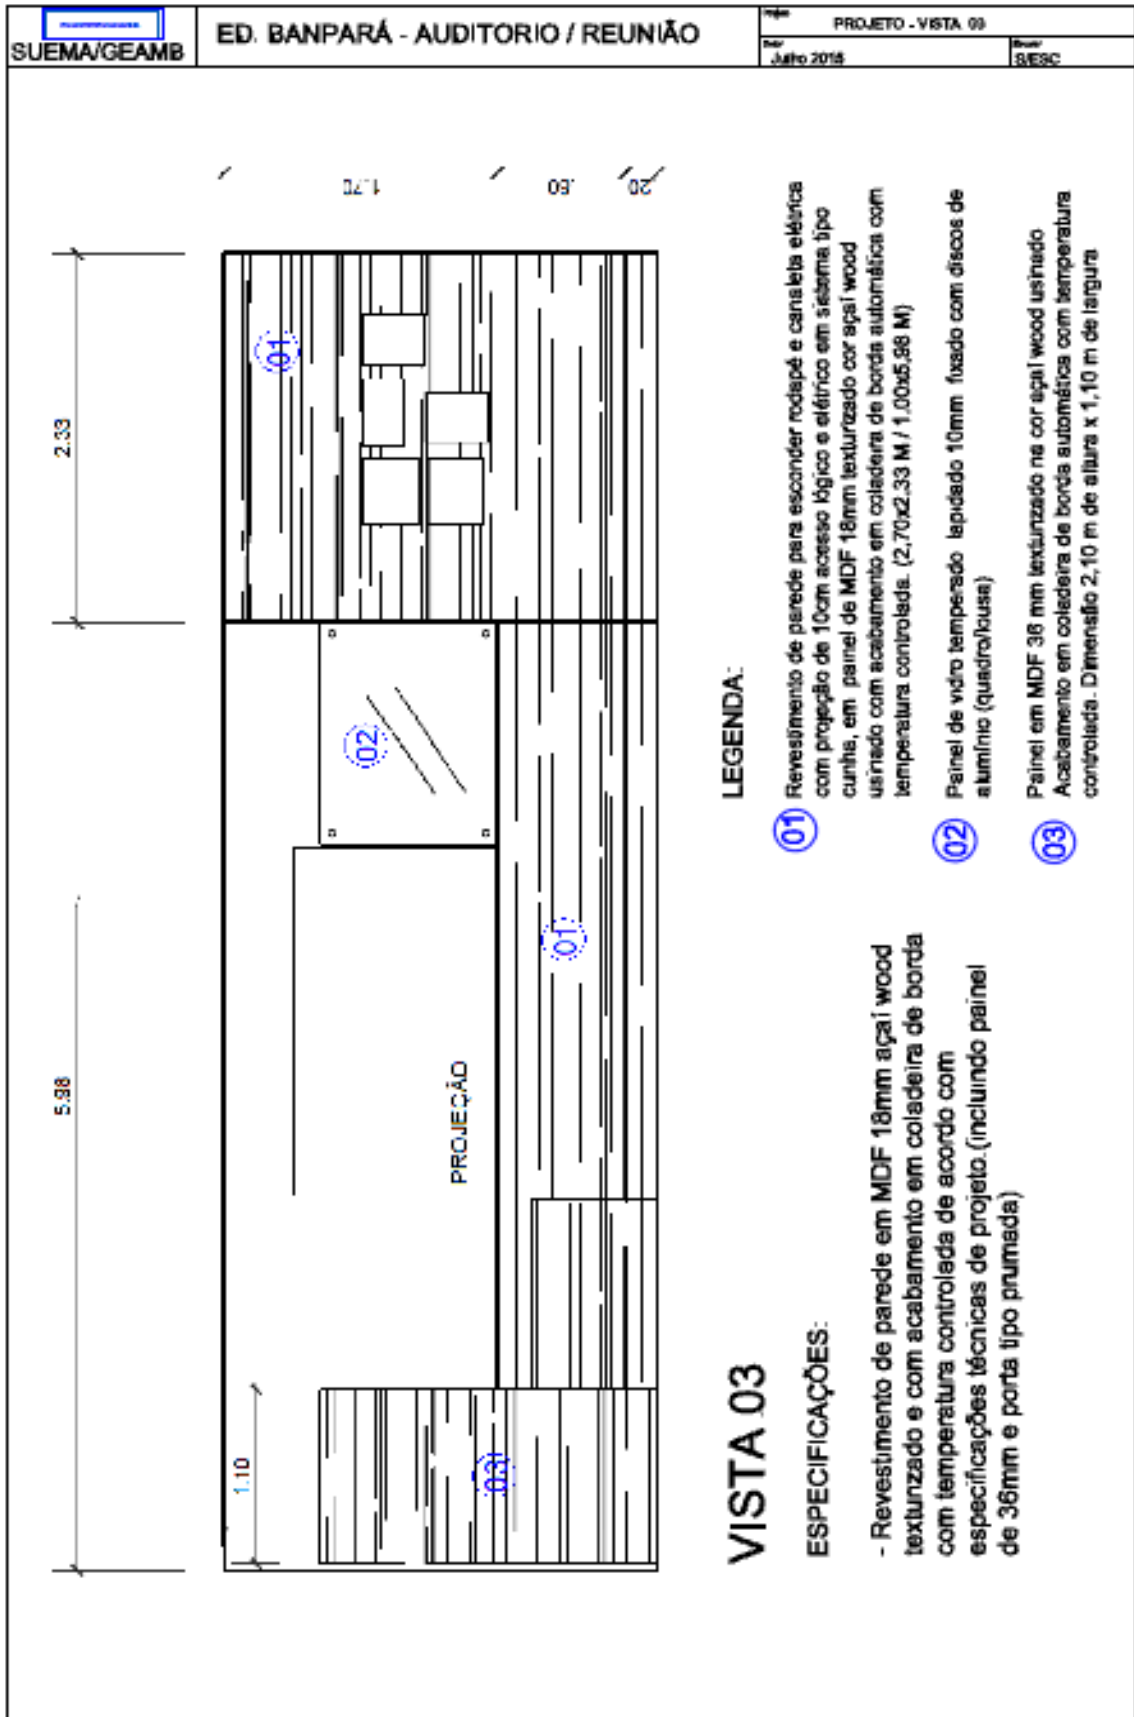 SUEMA/GEAMB
ED. BANPARÁ - AUDITORIO / REUNIÃO
PROJETO - VISTA 03
Julho 2015
S/ESC
5.98
2.33
1.10
1.70
.80
.20
01
02
01
03
PROJEÇÃO
VISTA 03
ESPECIFICAÇÕES:
- Revestimento de parede em MDF 18mm açaí wood
texturizado e com acabamento em coladeira de borda
com temperatura controlada de acordo com
especificações técnicas de projeto.(incluindo painel
de 36mm e porta tipo prumada)
LEGENDA:
01 Revestimento de parede para esconder rodapé e canaleta elétrica
com projeção de 10cm acesso lógico e elétrico em sistema tipo
cunha, em painel de MDF 18mm texturizado cor açaí wood
usinado com acabamento em coladeira de borda automática com
temperatura controlada. (2,70x2,33 M / 1,00x5,98 M)
02 Painel de vidro temperado lapidado 10mm fixado com discos de
alumínio (quadro/lousa)
03 Painel em MDF 36 mm texturizado na cor açaí wood usinado
Acabamento em coladeira de borda automática com temperatura
controlada. Dimensão 2,10 m de altura x 1,10 m de largura